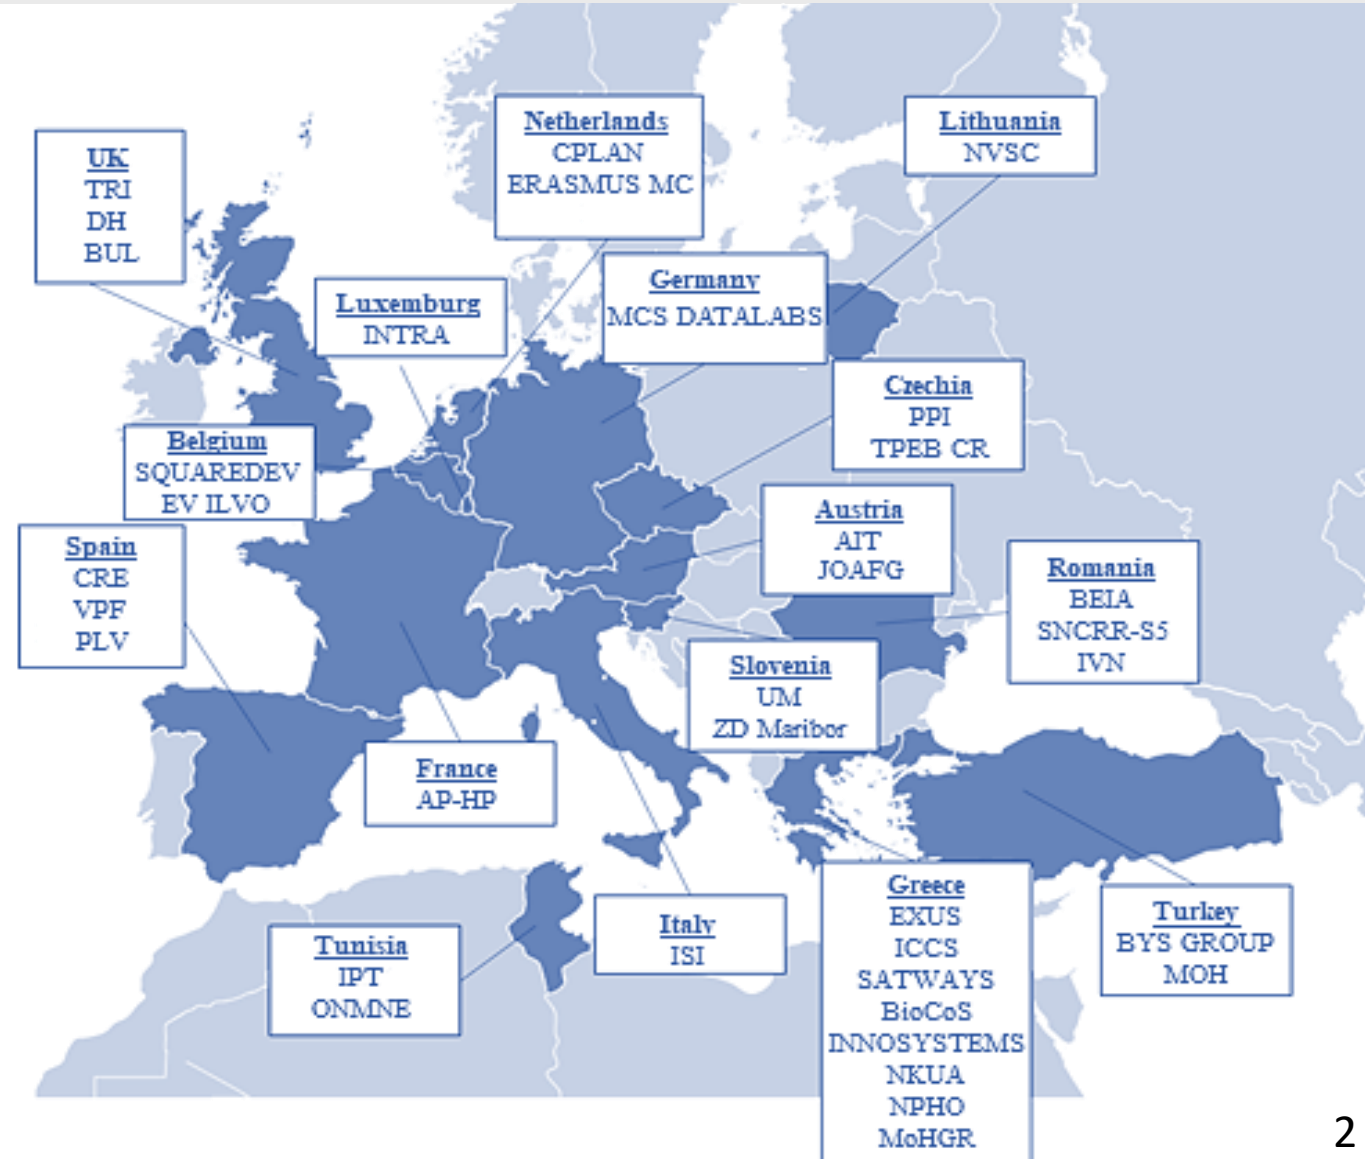 Netherlands
CPLAN
ERASMUS MC
Lithuania
NVSC
UK
TRI
DH
BUL
Germany
MCS DATALABS
Luxemburg
INTRA
Czechia
PPI
TPEB CR
Belgium
SQUAREDEV
EV ILVO
Austria
AIT
JOAFG
Spain
CRE
VPF
PLV
Romania
BEIA
SNCRR-S5
IVN
Slovenia
UM
ZD Maribor
France
AP-HP
Greece
EXUS
ICCS
SATWAYS
BioCoS
INNOSYSTEMS
NKUA
NPHO
MoHGR
Turkey
BYS GROUP
MOH
Italy
ISI
Tunisia
IPT
ONMNE
2